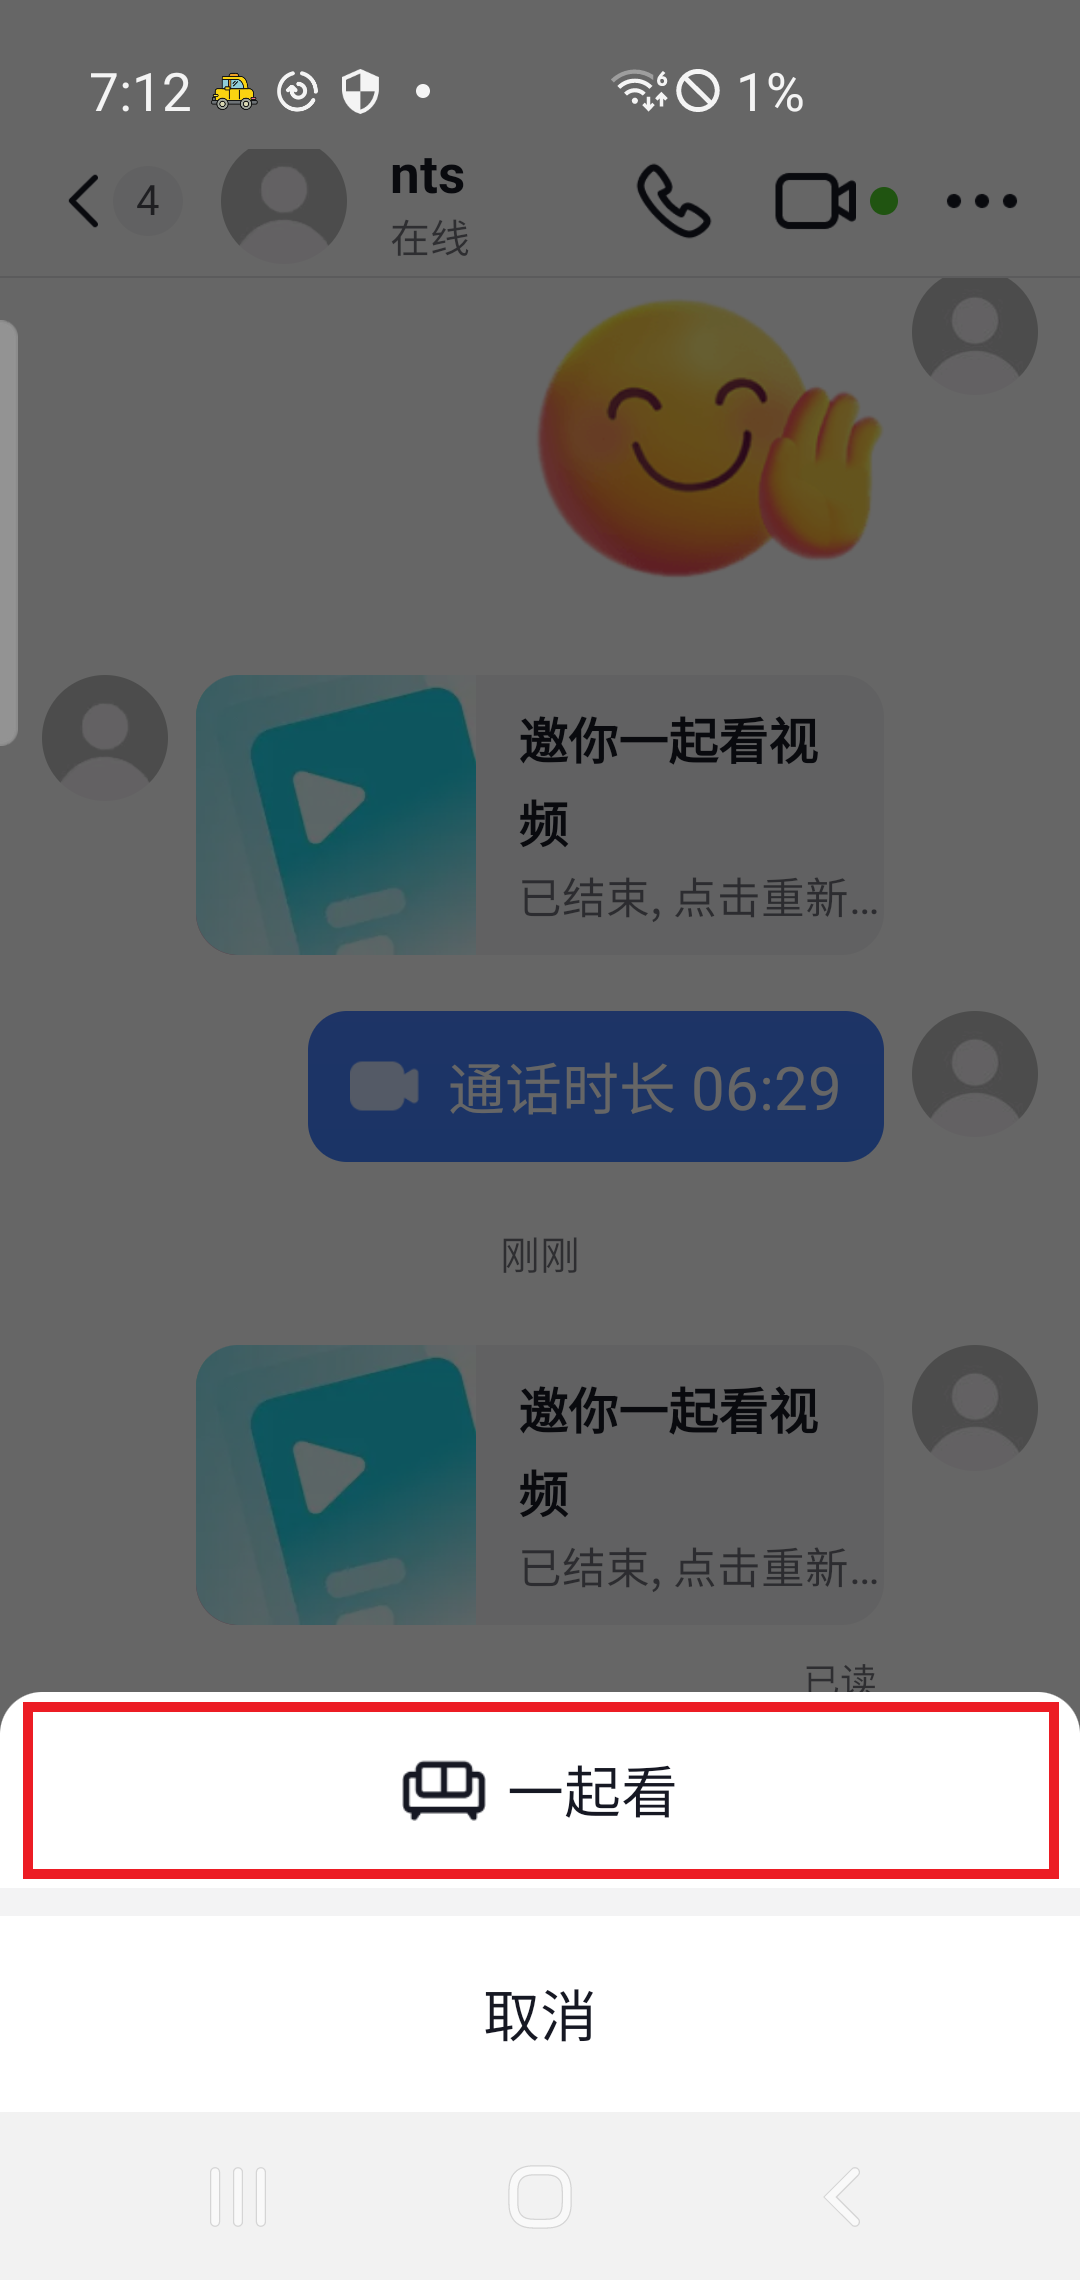 7:12 1%
4 nts
在线
邀你一起看视
频
已结束, 点击重新...
通话时长 06:29
刚刚
邀你一起看视
频
已结束, 点击重新...
已读
一起看
取消